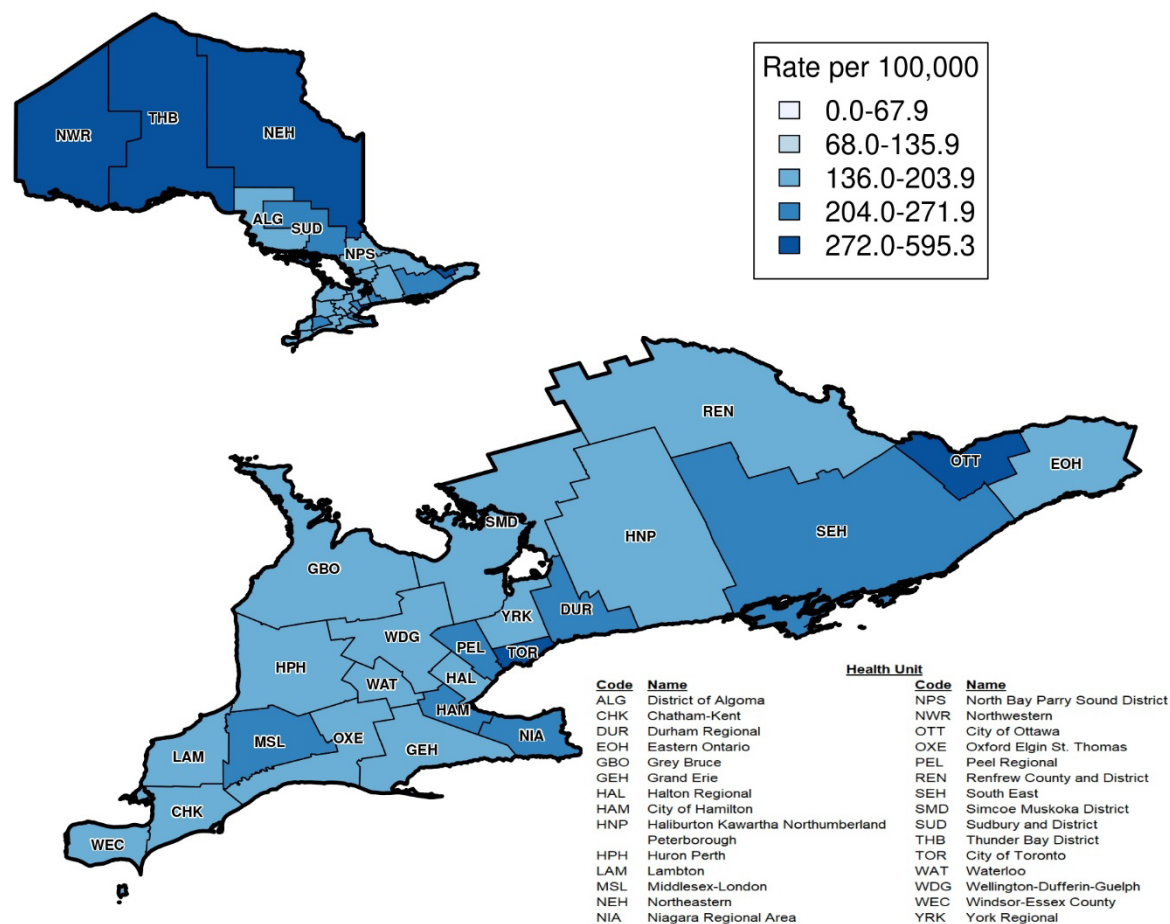 Rate per 100,000
0.0-67.9
68.0-135.9
136.0-203.9
204.0-271.9
272.0-595.3
THB
NWR
NEH
ALG
SUD
NPS
REN
OTT
EOH
SMD
SEH
HNP
GBO
DUR
YRK
WDG
PEL
TOR
HPH
HAL
WAT
HAM
NIA
MSL
OXE
GEH
LAM
CHK
WEC
Health Unit
Code Name
ALG District of Algoma
CHK Chatham-Kent
DUR Durham Regional
EOH Eastern Ontario
GBO Grey Bruce
GEH Grand Erie
HAL Halton Regional
HAM City of Hamilton
HNP Haliburton Kawartha Northumberland
Peterborough
HPH Huron Perth
LAM Lambton
MSL Middlesex-London
NEH Northeastern
NIA Niagara Regional Area
Code Name
NPS North Bay Parry Sound District
NWR Northwestern
OTT City of Ottawa
OXE Oxford Elgin St. Thomas
PEL Peel Regional
REN Renfrew County and District
SEH South East
SMD Simcoe Muskoka District
SUD Sudbury and District
THB Thunder Bay District
TOR City of Toronto
WAT Waterloo
WDG Wellington-Dufferin-Guelph
WEC Windsor-Essex County
YRK York Regional